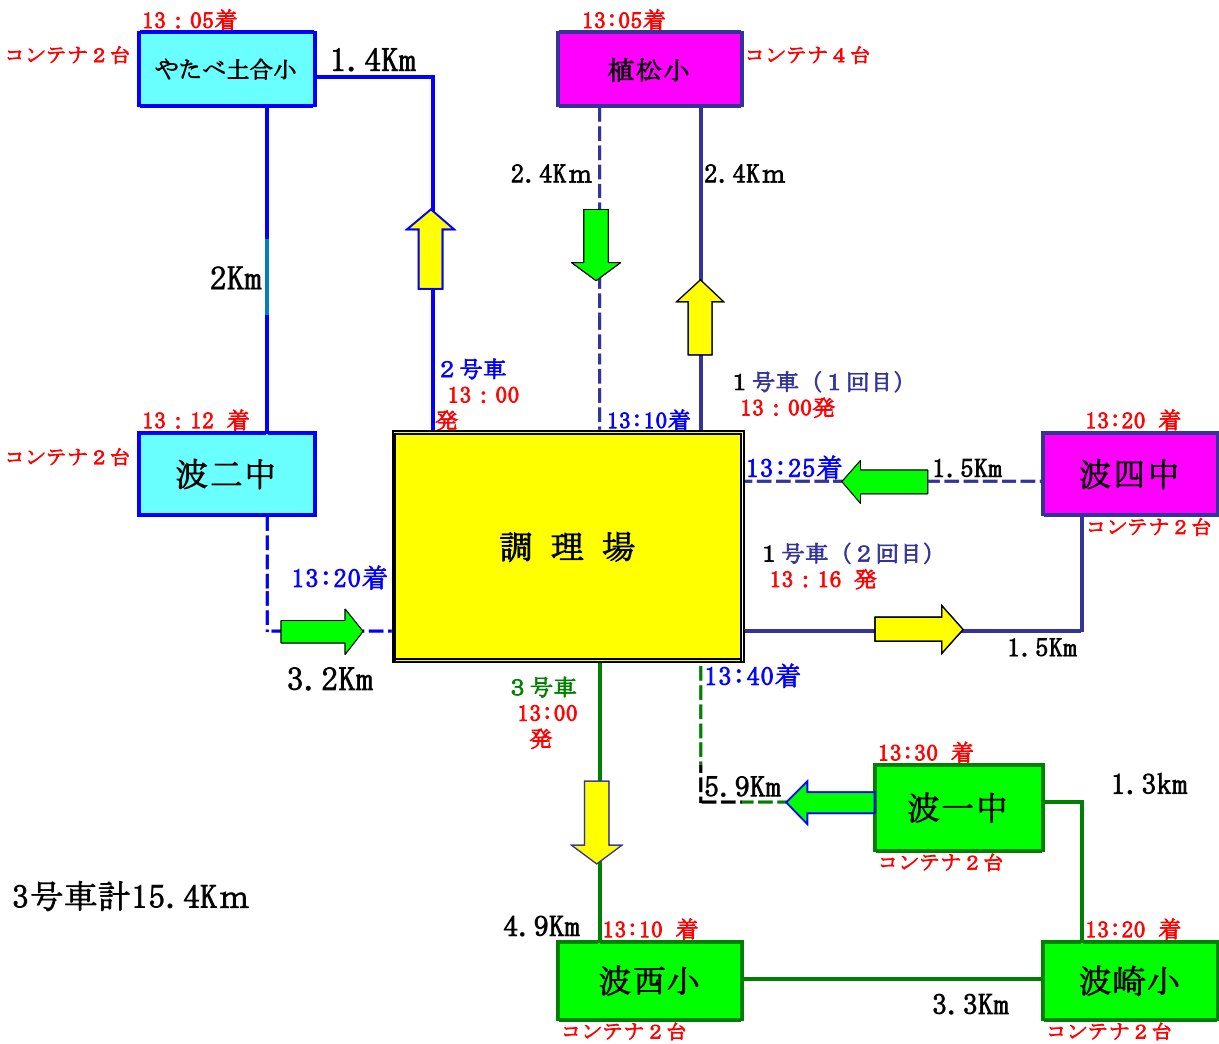 13：05着
13:05着
コンテナ２台
やたべ土合小
1.4Km
植松小
コンテナ４台
2.4Kｍ
2.4Kｍ
2Km
２号車
13：00
発
1号車（１回目）
13：00発
13：12 着
13:10着
13:20 着
コンテナ２台
波二中
13:25着
1.5Km
波四中
コンテナ２台
調 理 場
1号車（２回目）
13：16 発
13:20着
1.5Km
3.2Km
３号車
13:00
発
13:40着
13:30 着
5.9Km
波一中
1.3km
コンテナ２台
3号車計15.4Kｍ
4.9Km
13:10 着
13:20 着
波西小
波崎小
3.3Km
コンテナ２台
コンテナ２台